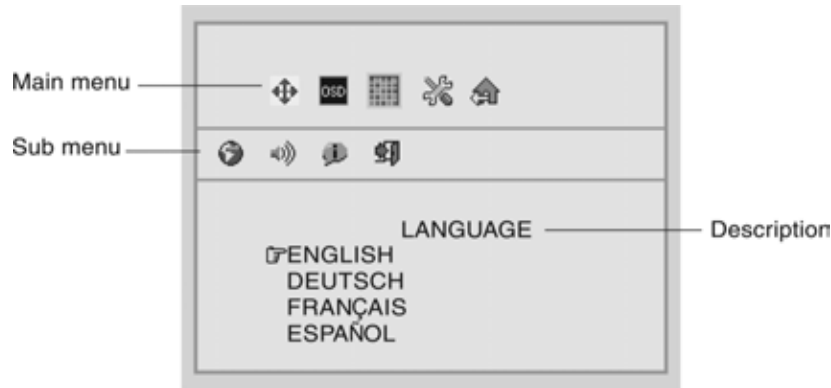 Main menu
OSD
Sub menu
LANGUAGE
Description
ENGLISH
DEUTSCH
FRANÇAIS
ESPAÑOL